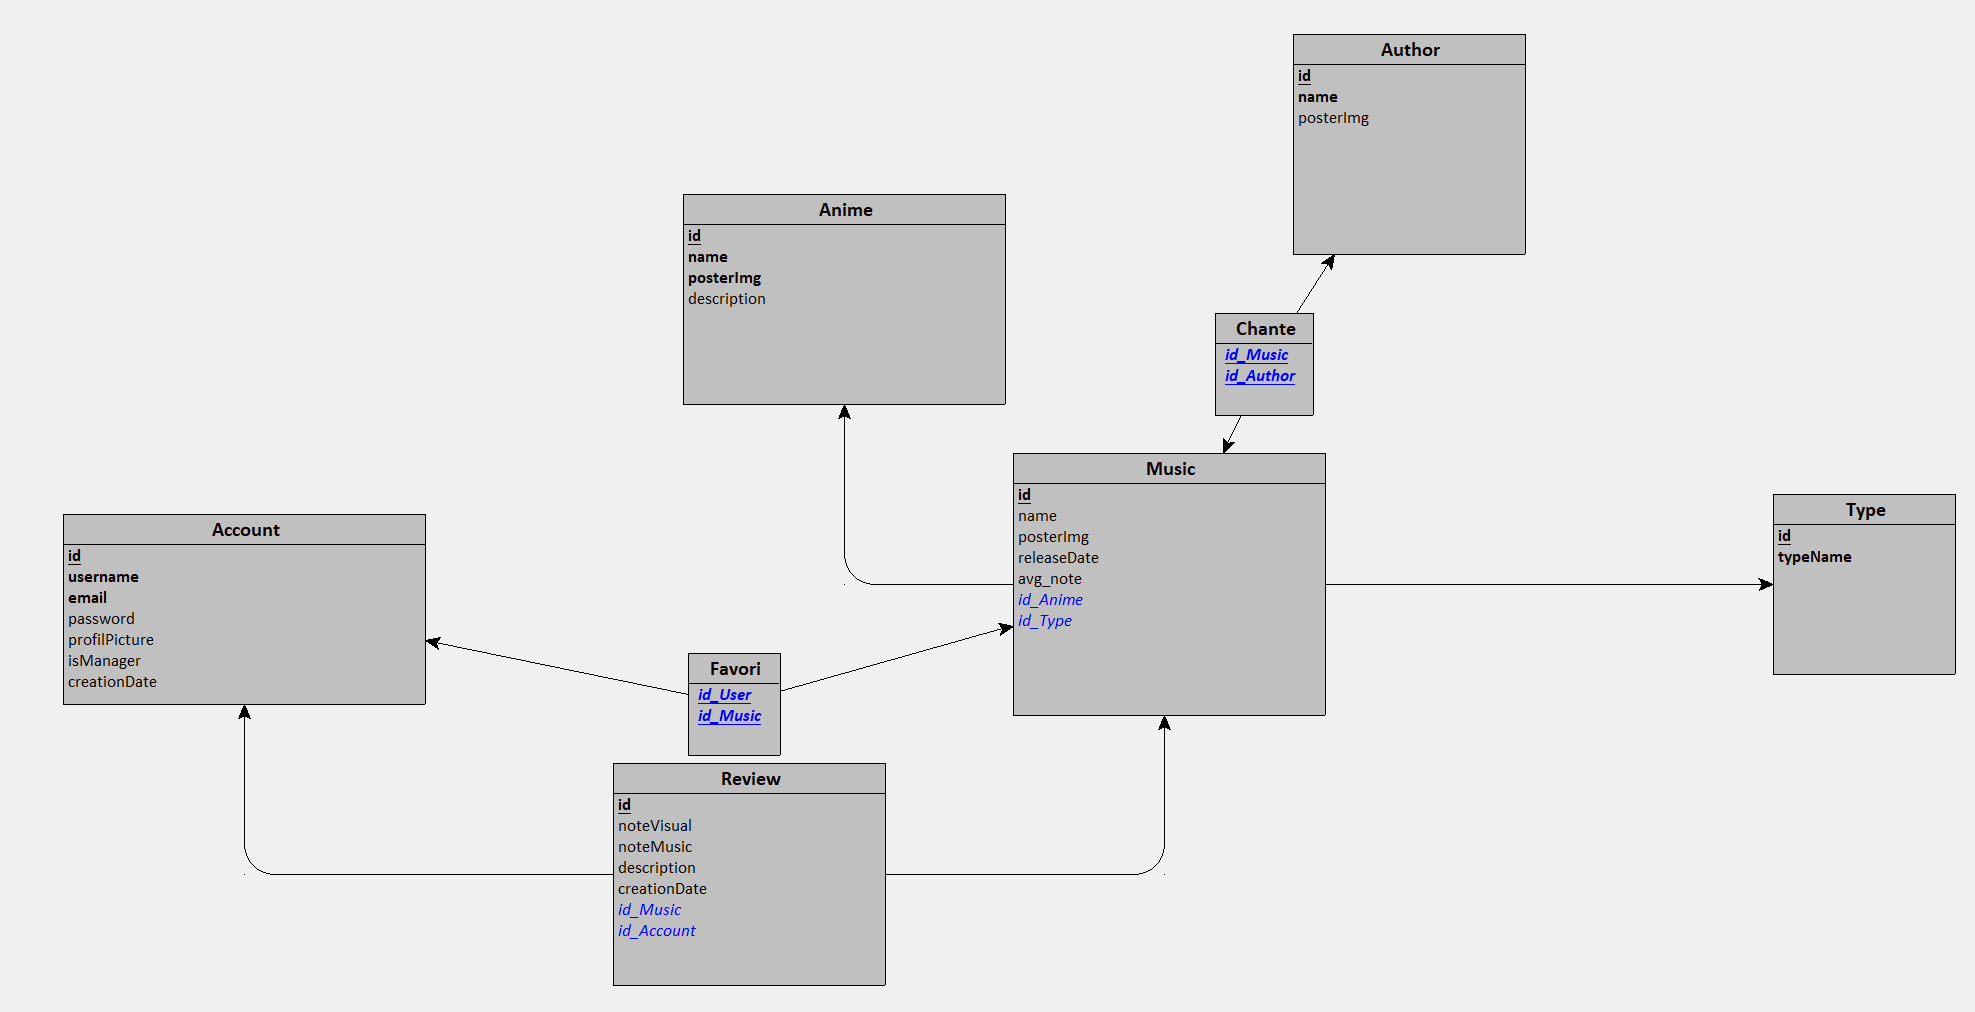 Author
id
name
posterImg
Anime
id
name
posterImg
description
Chante
id_Music
id_Author
Music
id
name
posterImg
releaseDate
avg_note
id_Anime
id_Type
Type
id
typeName
Account
id
username
email
password
profilPicture
isManager
creationDate
Favori
id_User
id_Music
Review
id
noteVisual
noteMusic
description
creationDate
id_Music
id_Account